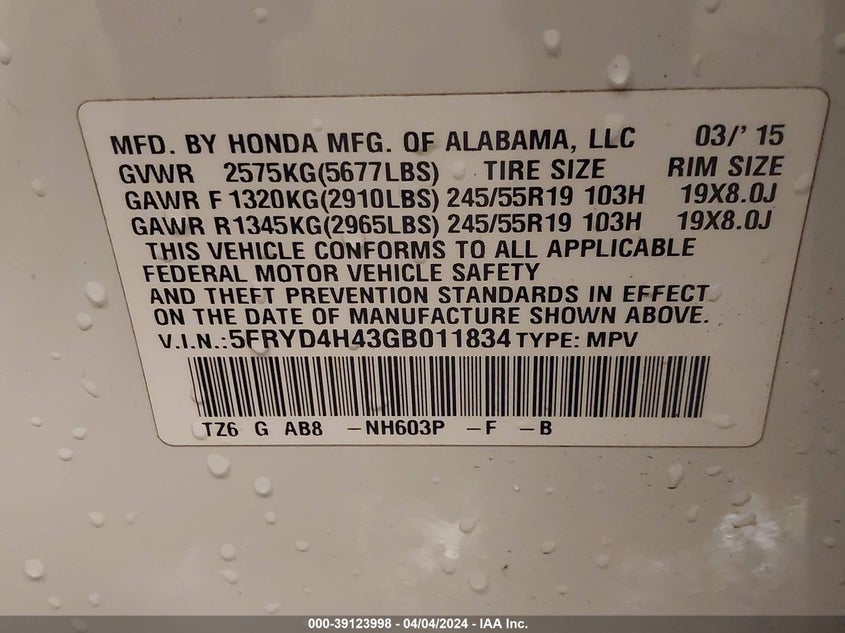 MFD. BY HONDA MFG. OF ALABAMA, LLC 03/' 15
GVWR 2575KG(5677LBS) TIRE SIZE RIM SIZE
GAWR F 1320KG(2910LBS) 245/55R19 103H 19X8.0J
GAWR R1345KG(2965LBS) 245/55R19 103H 19X8.0J
THIS VEHICLE CONFORMS TO ALL APPLICABLE
FEDERAL MOTOR VEHICLE SAFETY
AND THEFT PREVENTION STANDARDS IN EFFECT
ON THE DATE OF MANUFACTURE SHOWN ABOVE.
V.I.N.:5FRYD4H43GB011834 TYPE: MPV
TZ6 G AB8 -NH603P -F -B
000-39123998 - 04/04/2024 - IAA Inc.